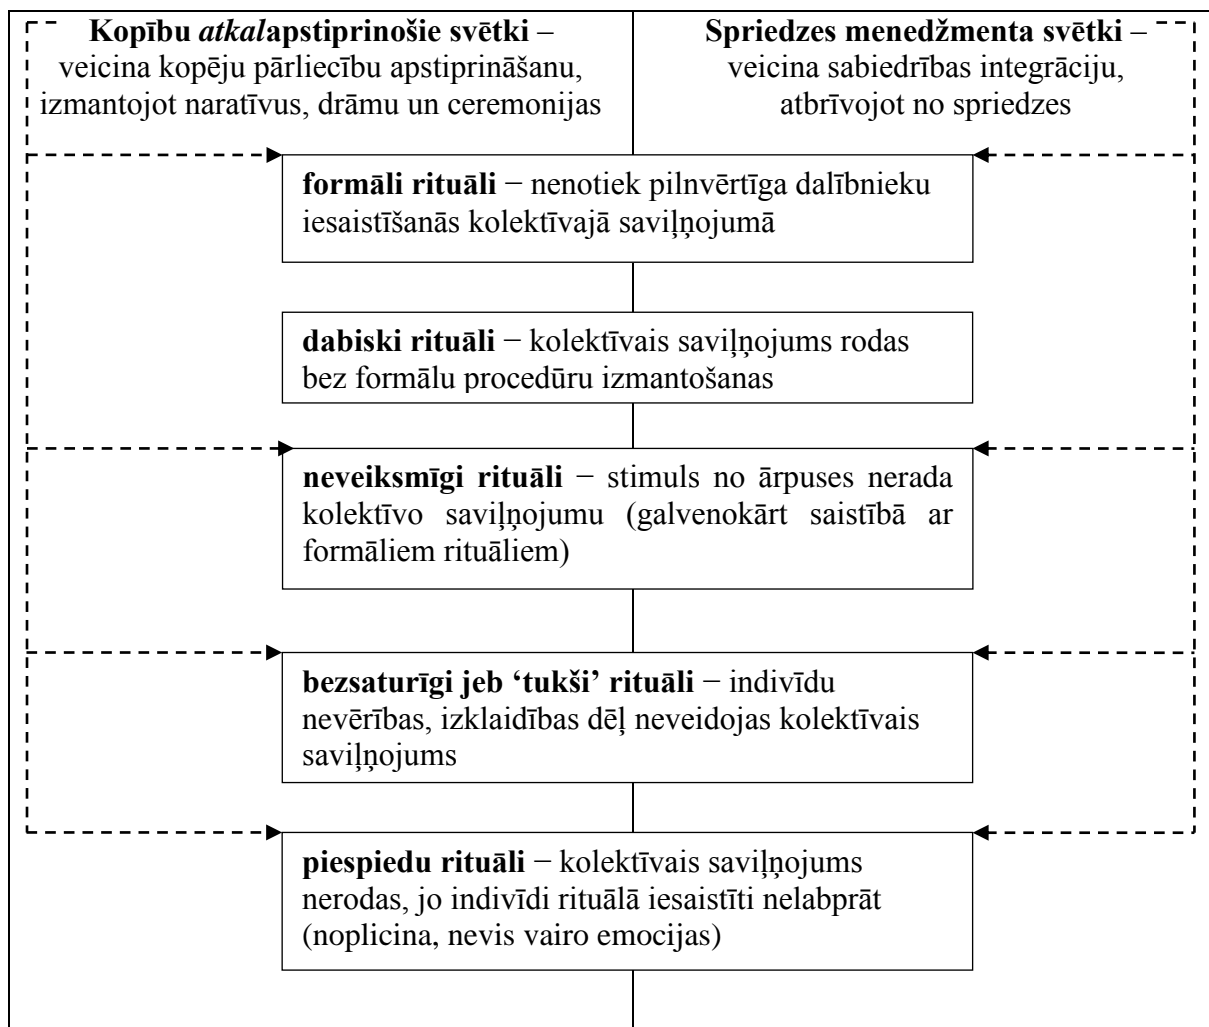 Kopību atkalapstiprinošie svētki –
veicina kopēju pārliecību apstiprināšanu,
izmantojot naratīvus, drāmu un ceremonijas
Spriedzes menedžmenta svētki –
veicina sabiedrības integrāciju,
atbrīvojot no spriedzes
formāli rituāli − nenotiek pilnvērtīga dalībnieku
iesaistīšanās kolektīvajā saviļņojumā
dabiski rituāli − kolektīvais saviļņojums rodas
bez formālu procedūru izmantošanas
neveiksmīgi rituāli − stimuls no ārpuses nerada
kolektīvo saviļņojumu (galvenokārt saistībā ar
formāliem rituāliem)
bezsaturīgi jeb ‘tukši’ rituāli − indivīdu
nevērības, izklaidības dēļ neveidojas kolektīvais
saviļņojums
piespiedu rituāli − kolektīvais saviļņojums
nerodas, jo indivīdi rituālā iesaistīti nelabprāt
(noplicina, nevis vairo emocijas)